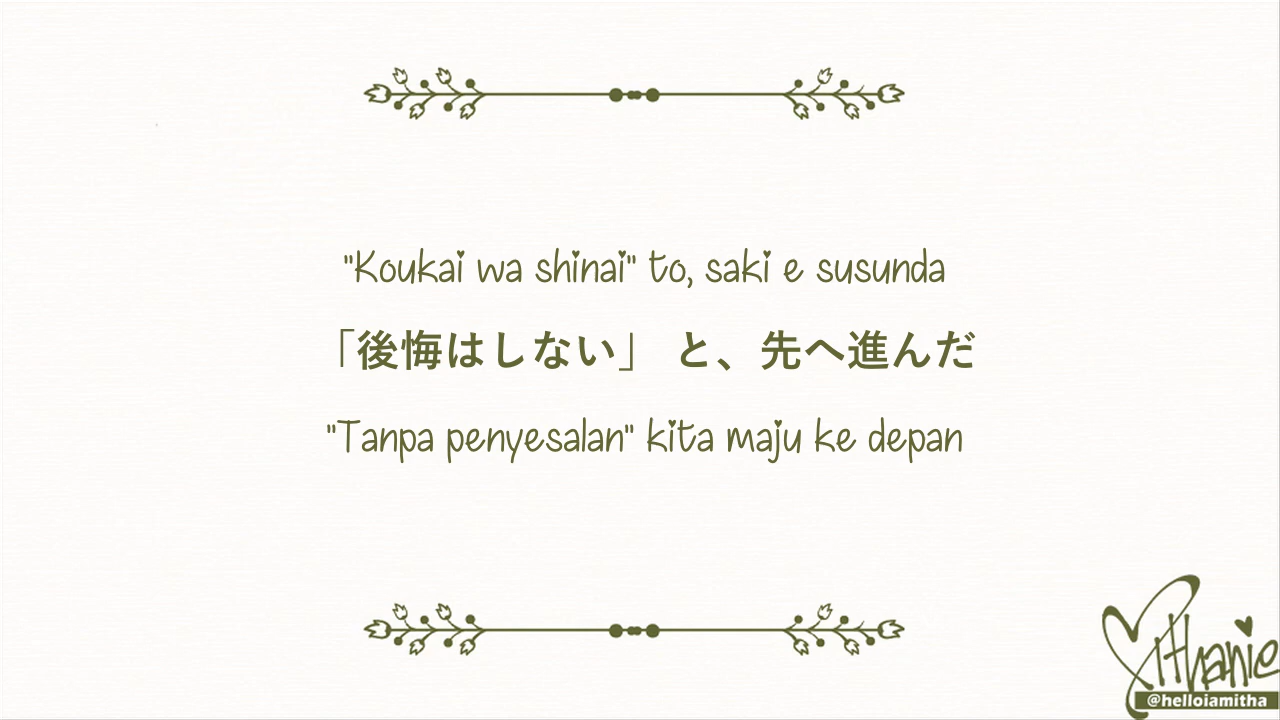 "Koukai wa shinai" to, saki e susunda
「後悔はしない」 と、先へ進んだ
"Tanpa penyesalan" kita maju ke depan
Mithanie
@helloiamitha